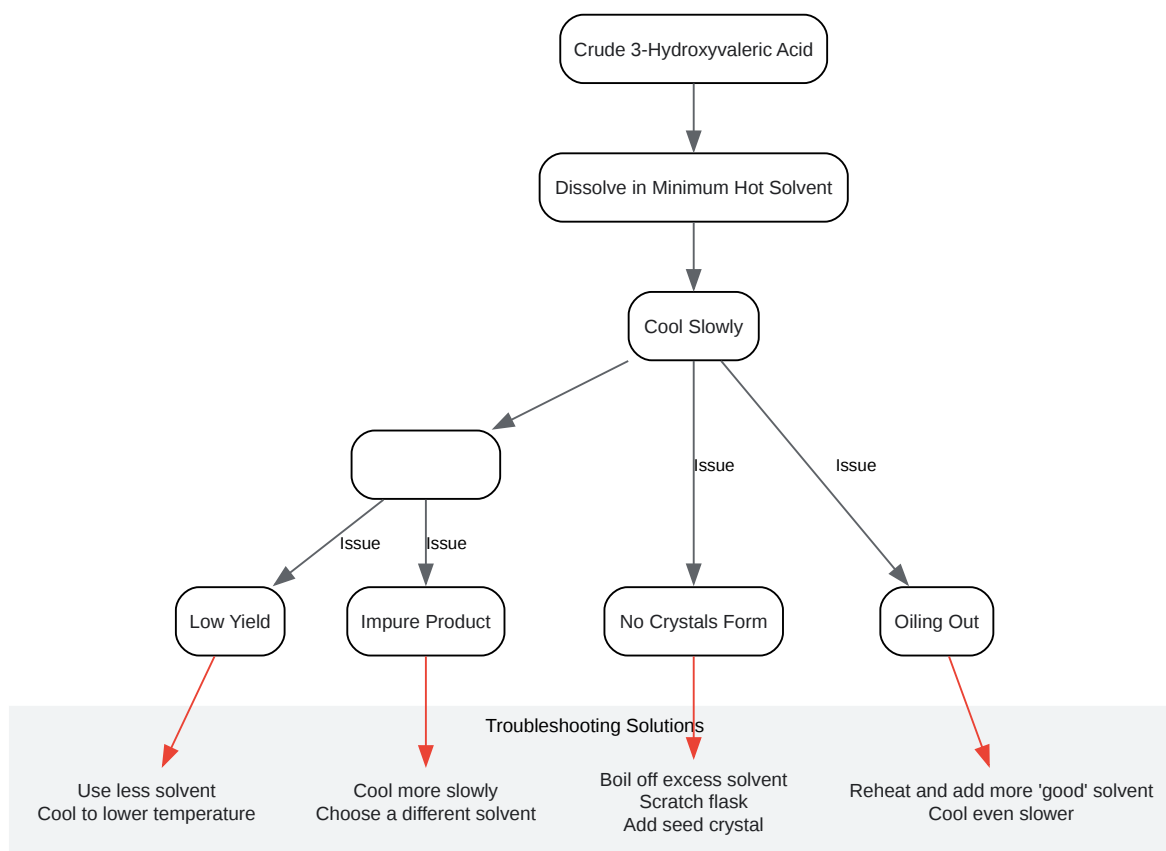 Crude 3-Hydroxyvaleric Acid
Dissolve in Minimum Hot Solvent
Cool Slowly
Issue
Issue
Issue
Issue
Low Yield
Impure Product
No Crystals Form
Oiling Out
Troubleshooting Solutions
Use less solvent
Cool to lower temperature
Cool more slowly
Choose a different solvent
Boil off excess solvent
Scratch flask
Add seed crystal
Reheat and add more 'good' solvent
Cool even slower